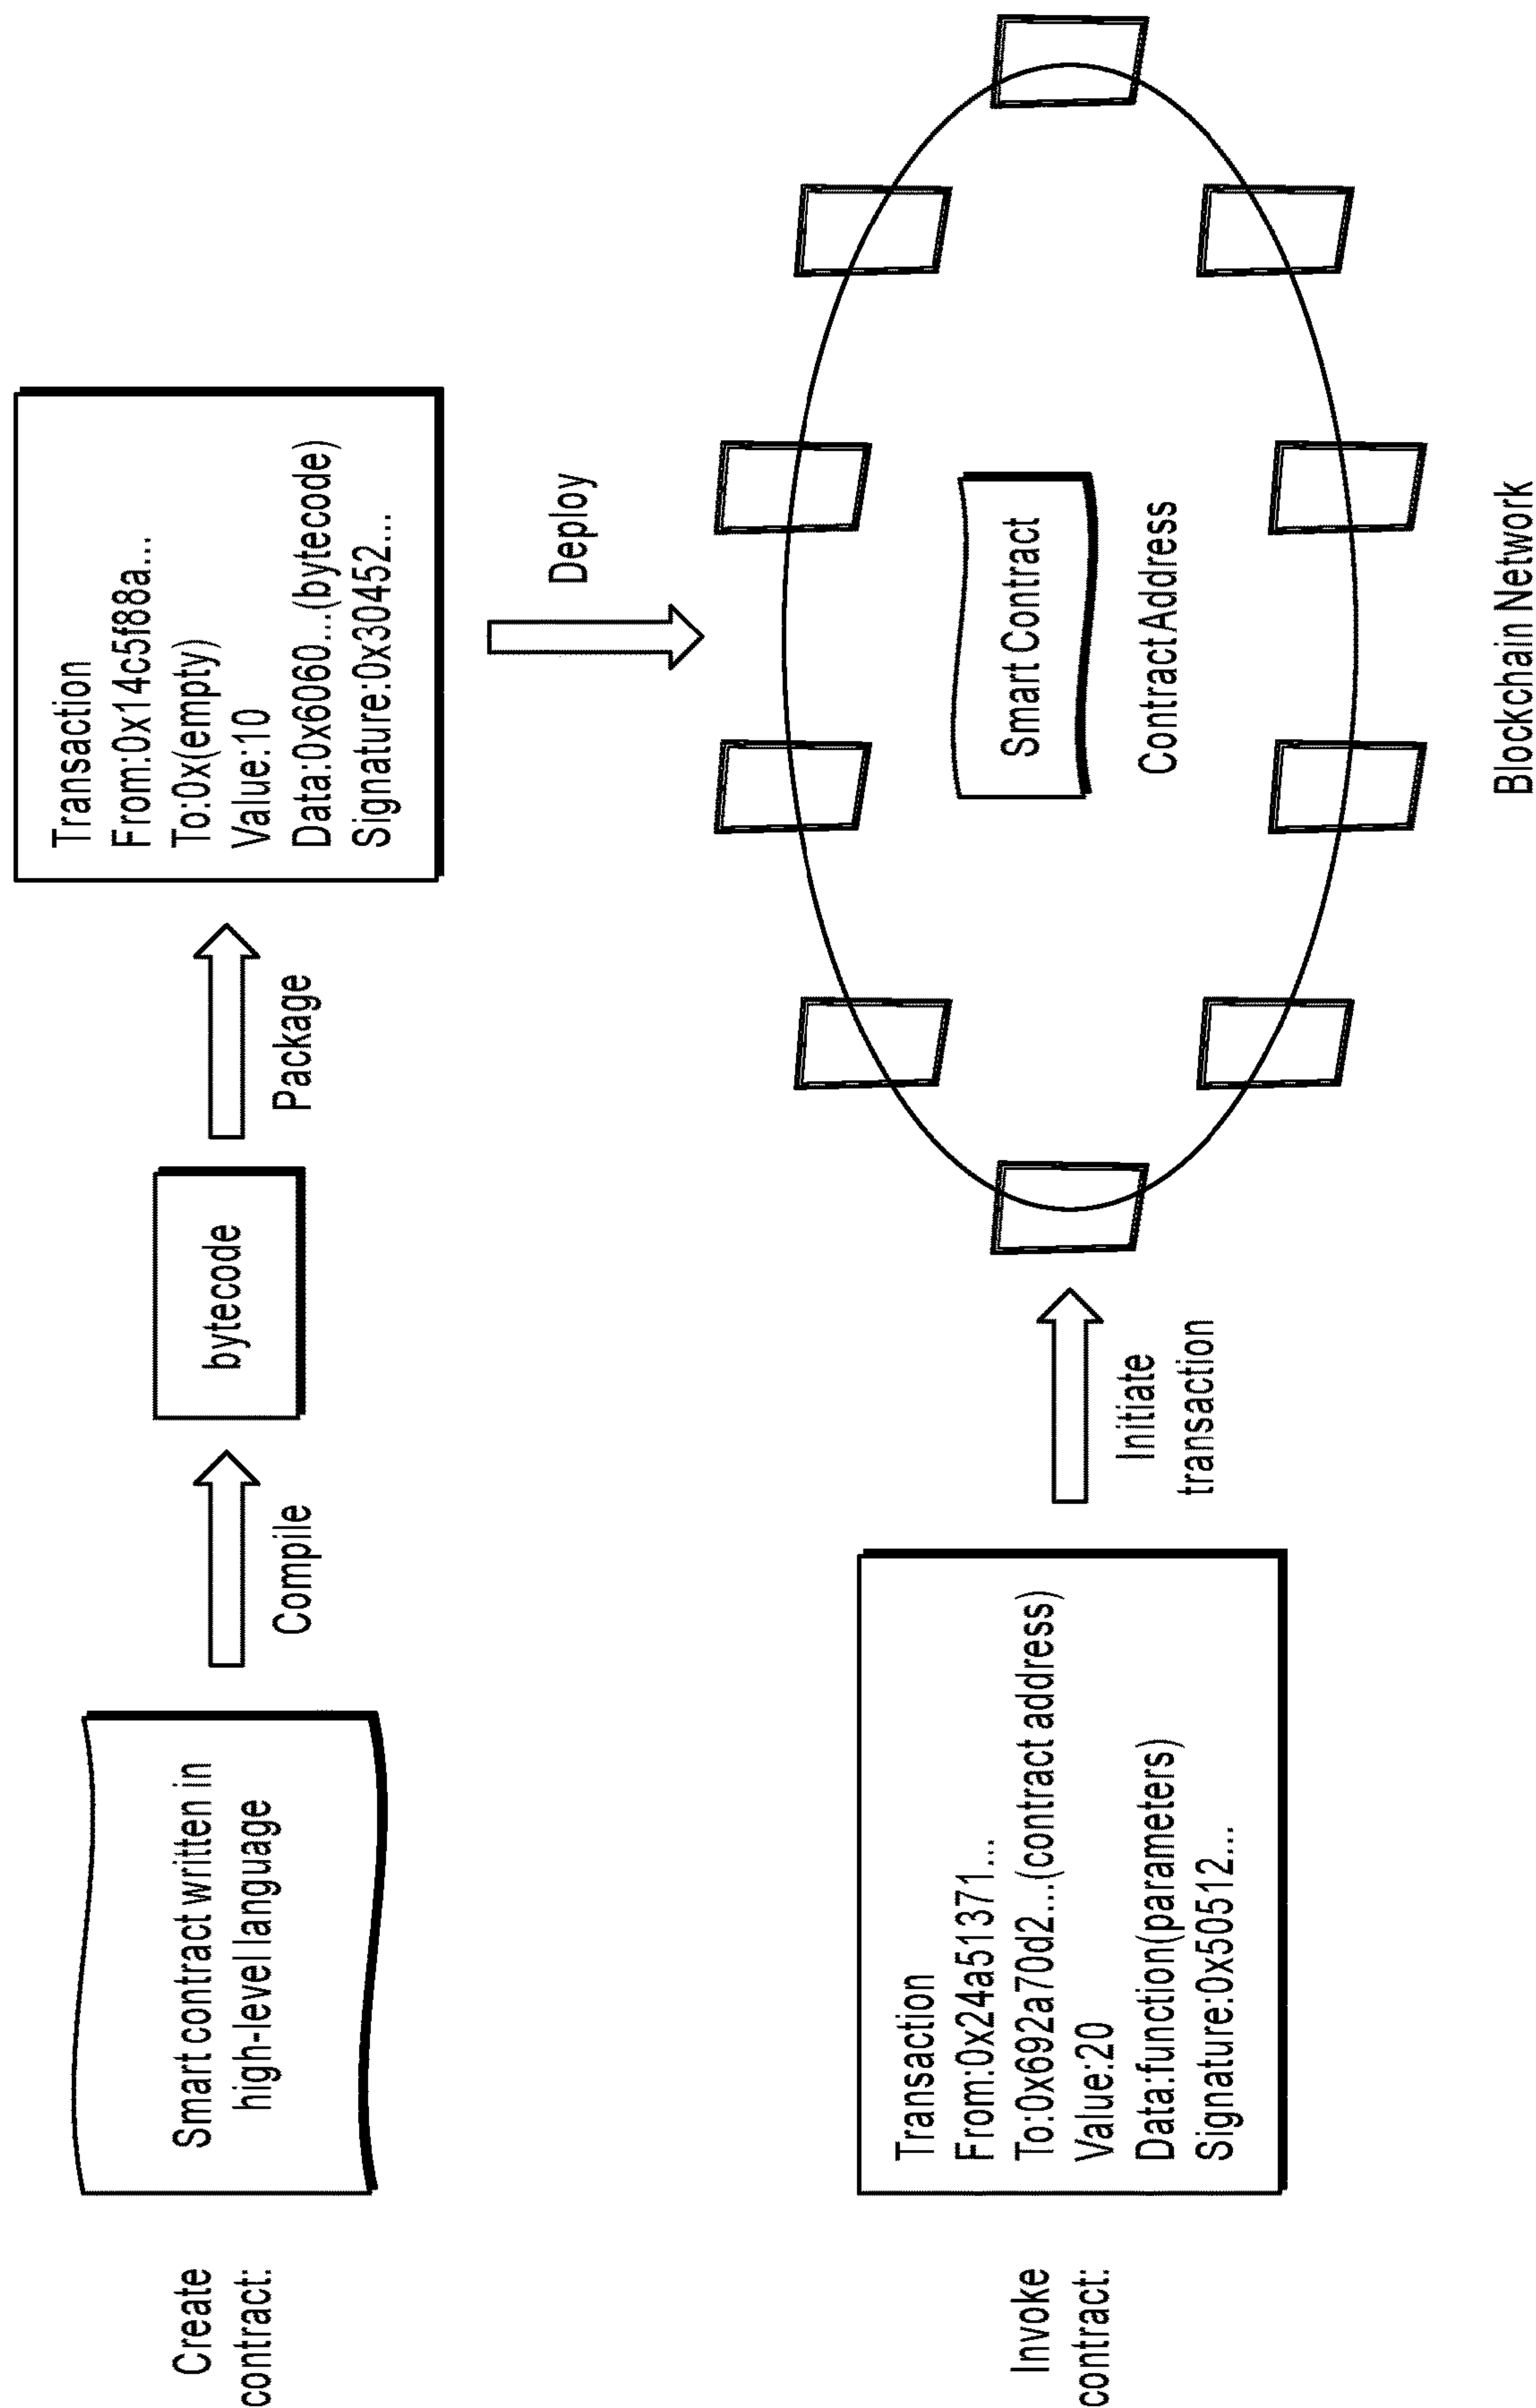 Create
contract:
Smart contract written in
high-level language
Compile
bytecode
Package
Transaction
From:0x14c5f88a...
To:0x(empty)
Value:10
Data.0x6060...(bytecode)
Signature:0x30452...
Deploy
Invoke
contract:
Transaction
From:0x24a51371...
To:0x692a70d2...(contract address)
Value:20
Data:function(parameters)
Signature:0x50512...
Initiate
transaction
Smart Contract
Contract Address
Blockchain Network